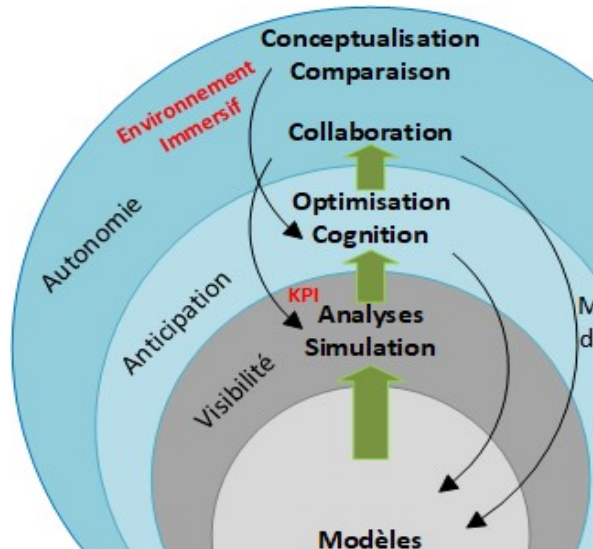 Conceptualisation
Comparaison
Environnement
Immersif
Collaboration
Autonomie
Optimisation
Cognition
Anticipation
KPI
Analyses
Simulation
Visibilité
Modèles